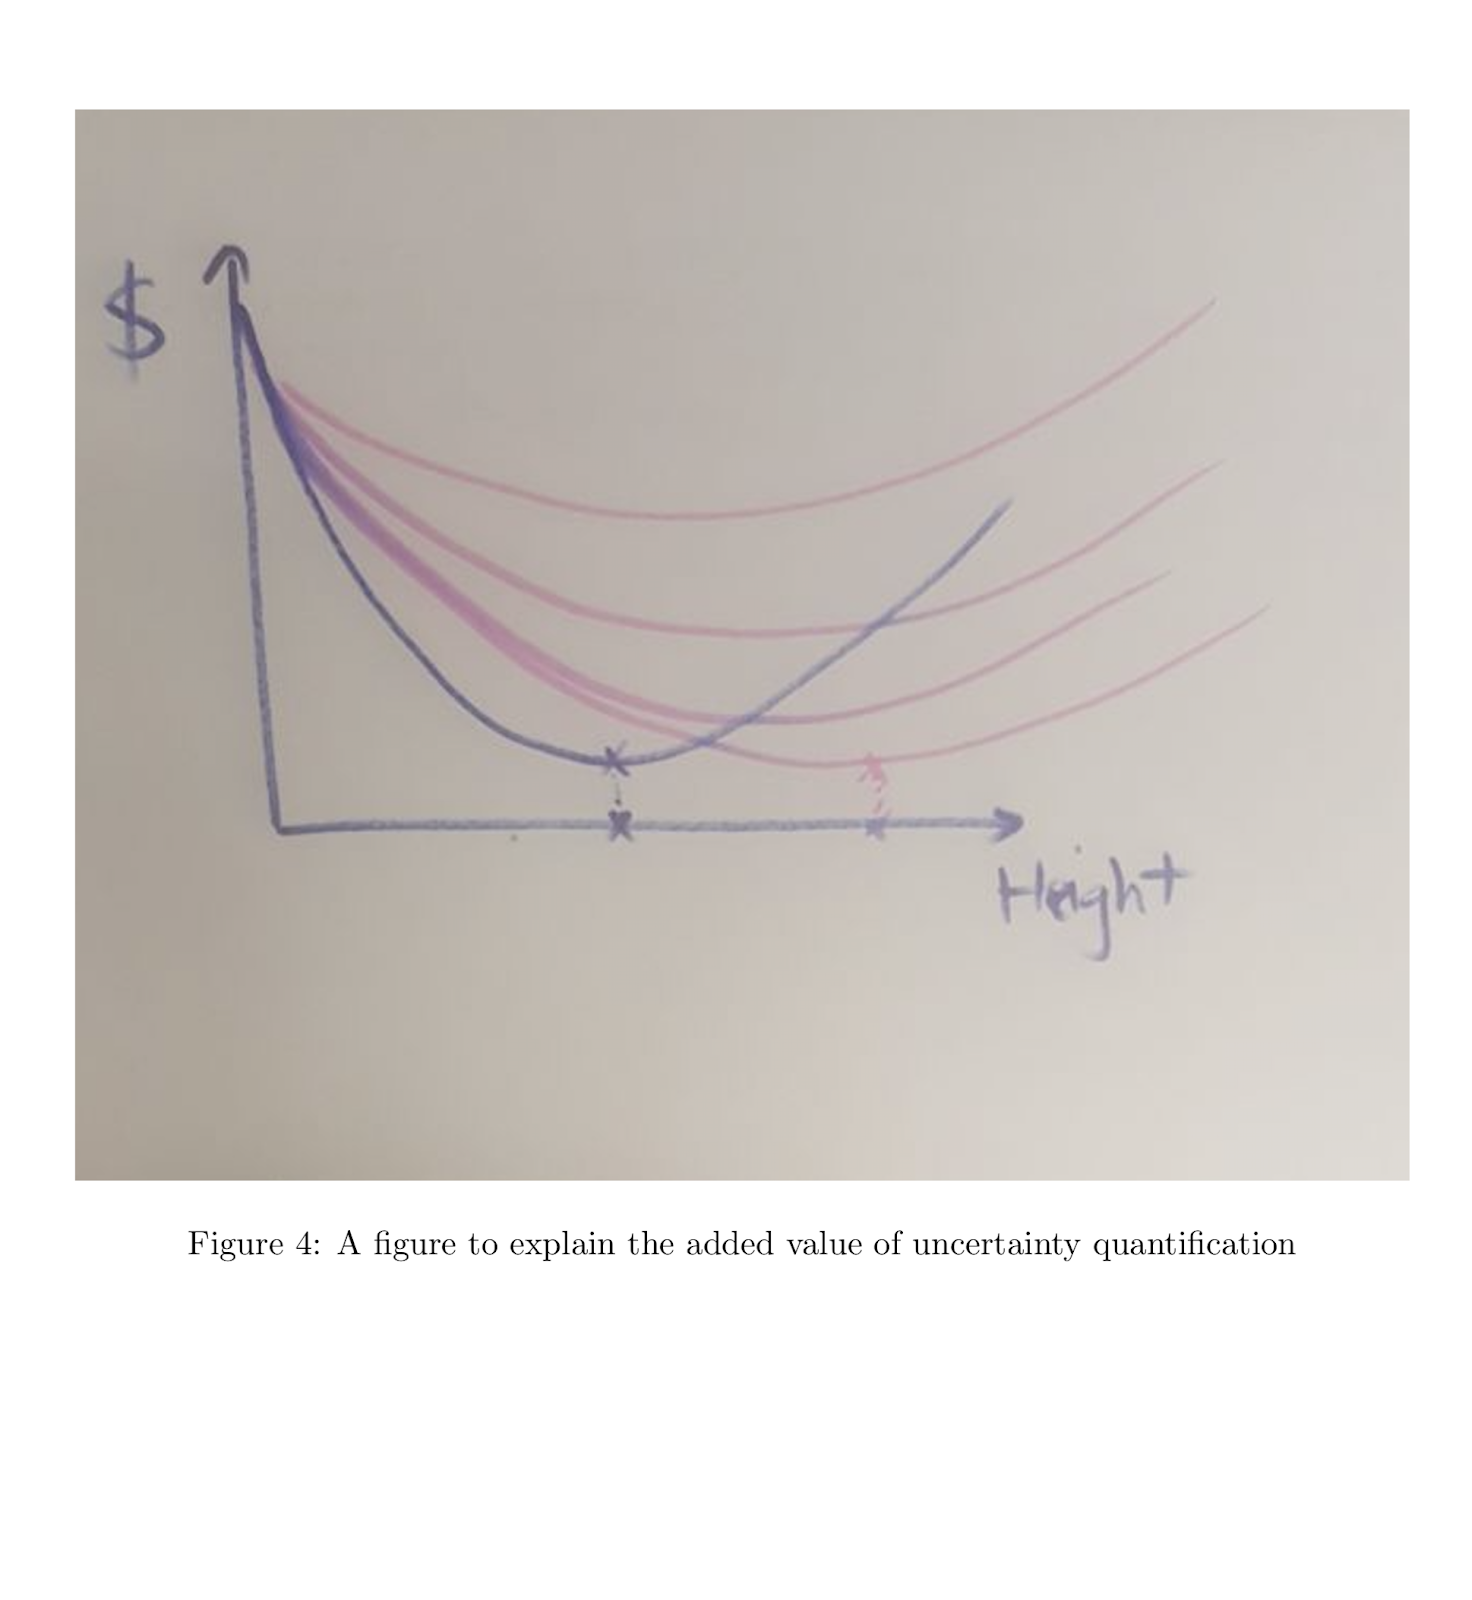 $
Height
Figure 4: A figure to explain the added value of uncertainty quantification